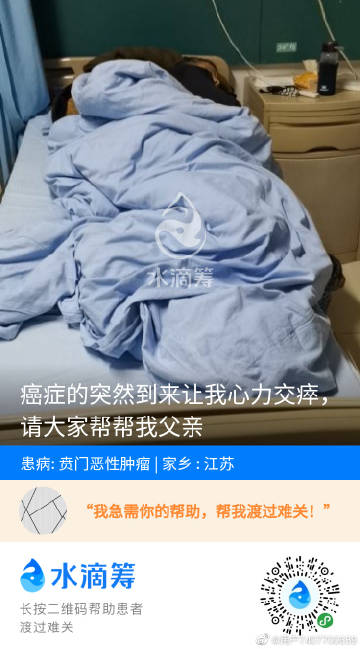 水滴筹
癌症的突然到来让我心力交瘁，
请大家帮帮我父亲
患病: 贲门恶性肿瘤 | 家乡 : 江苏
“我急需你的帮助，帮我渡过难关！”
水滴筹
长按二维码帮助患者
渡过难关